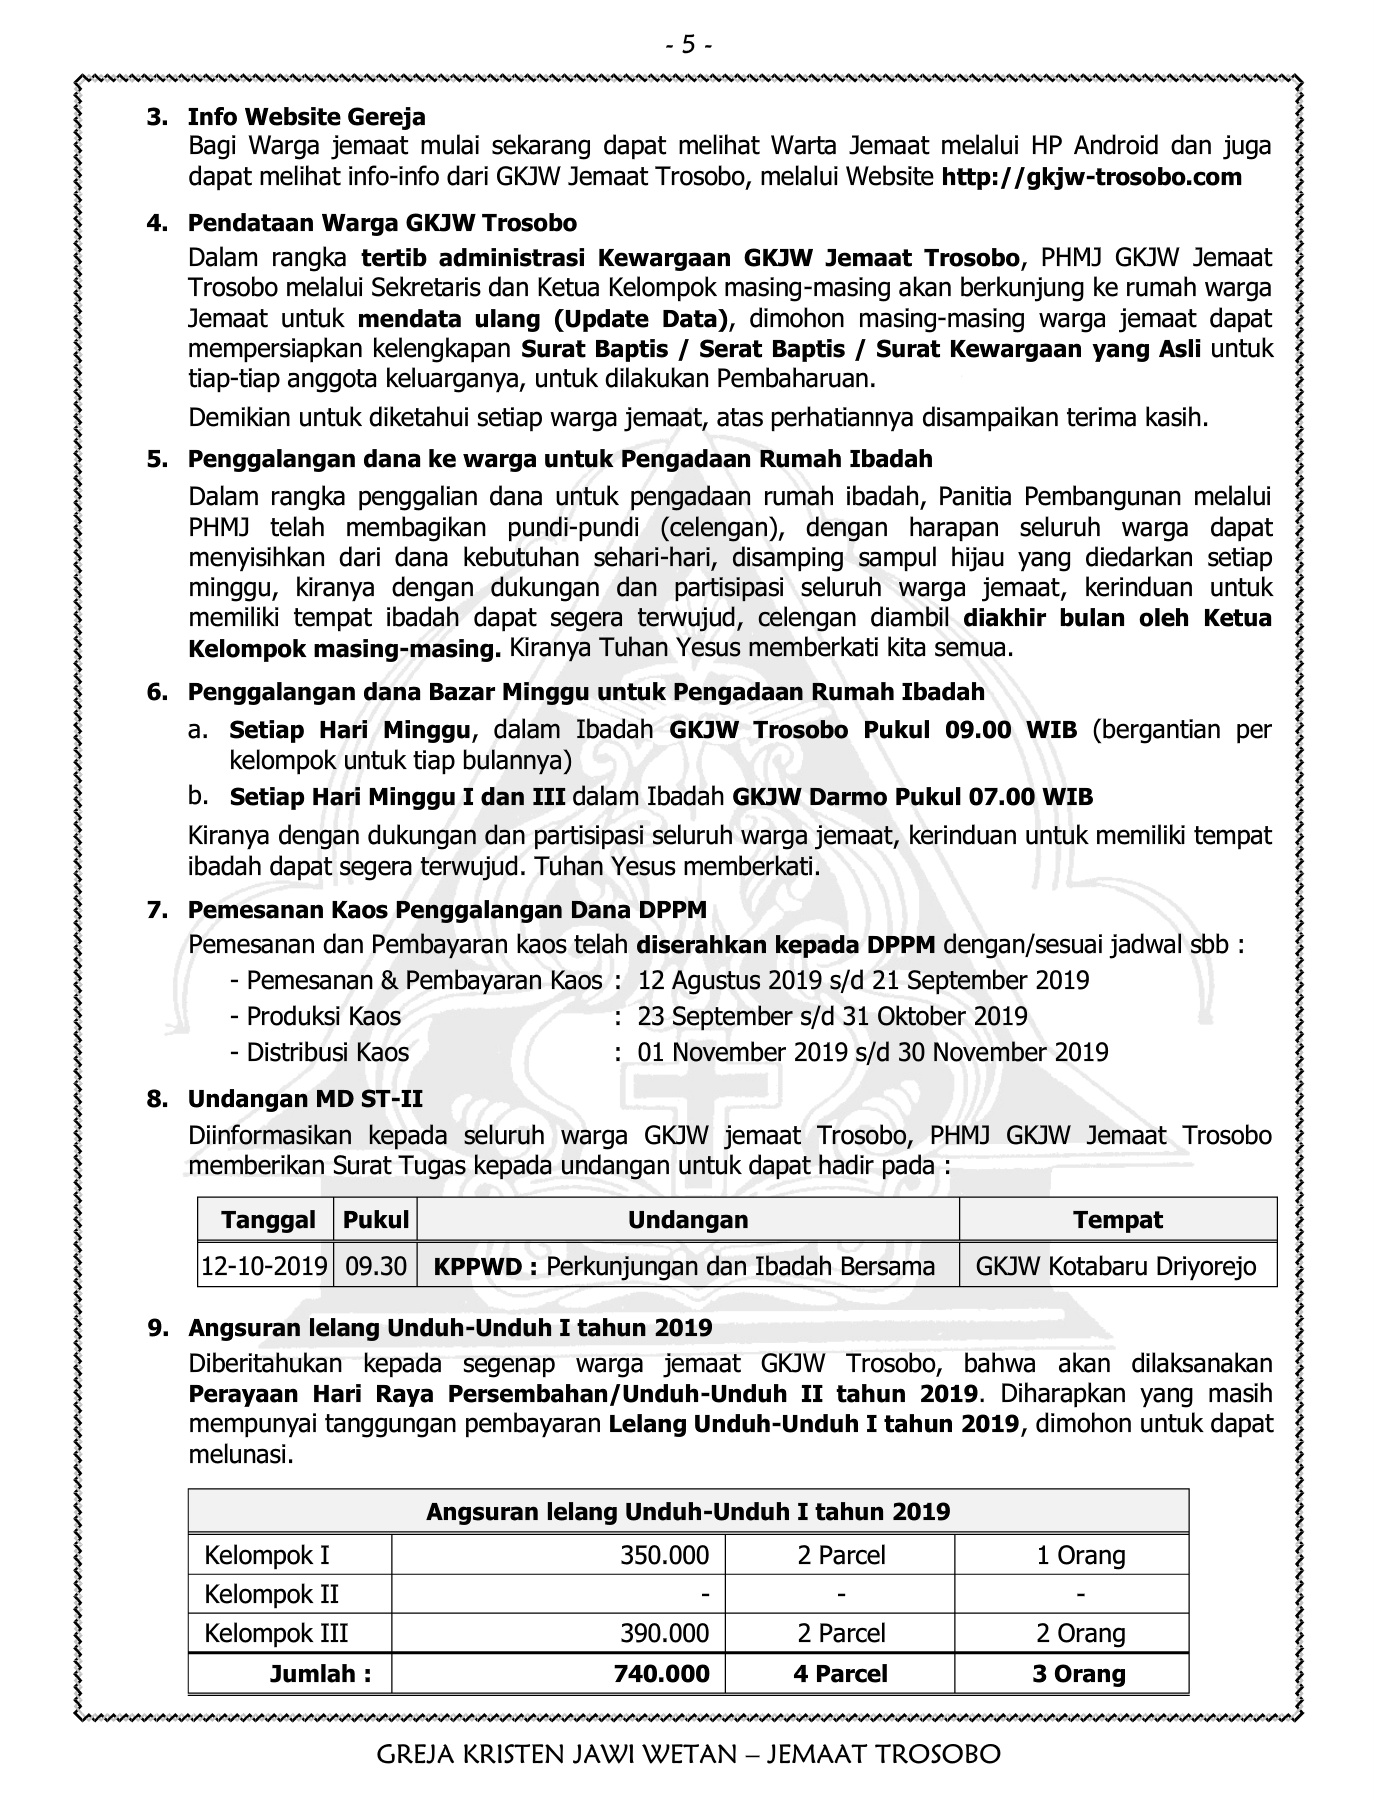 - 5 -
3. Info Website Gereja
Bagi Warga jemaat mulai sekarang dapat melihat Warta Jemaat melalui HP Android dan juga
dapat melihat info-info dari GKJW Jemaat Trosobo, melalui Website http://gkjw-trosobo.com
4. Pendataan Warga GKJW Trosobo
Dalam rangka tertib administrasi Kewargaan GKJW Jemaat Trosobo, PHMJ GKJW Jemaat
Trosobo melalui Sekretaris dan Ketua Kelompok masing-masing akan berkunjung ke rumah warga
Jemaat untuk mendata ulang (Update Data), dimohon masing-masing warga jemaat dapat
mempersiapkan kelengkapan Surat Baptis / Serat Baptis / Surat Kewargaan yang Asli untuk
tiap-tiap anggota keluarganya, untuk dilakukan Pembaharuan.
Demikian untuk diketahui setiap warga jemaat, atas perhatiannya disampaikan terima kasih.
5. Penggalangan dana ke warga untuk Pengadaan Rumah Ibadah
Dalam rangka penggalian dana untuk pengadaan rumah ibadah, Panitia Pembangunan melalui
PHMJ telah membagikan pundi-pundi (celengan), dengan harapan seluruh warga dapat
menyisihkan dari dana kebutuhan sehari-hari, disamping sampul hijau yang diedarkan setiap
minggu, kiranya dengan dukungan dan partisipasi seluruh warga jemaat, kerinduan untuk
memiliki tempat ibadah dapat segera terwujud, celengan diambil diakhir bulan oleh Ketua
Kelompok masing-masing. Kiranya Tuhan Yesus memberkati kita semua.
6. Penggalangan dana Bazar Minggu untuk Pengadaan Rumah Ibadah
a. Setiap Hari Minggu, dalam Ibadah GKJW Trosobo Pukul 09.00 WIB (bergantian per
kelompok untuk tiap bulannya)
b. Setiap Hari Minggu I dan III dalam Ibadah GKJW Darmo Pukul 07.00 WIB
Kiranya dengan dukungan dan partisipasi seluruh warga jemaat, kerinduan untuk memiliki tempat
ibadah dapat segera terwujud. Tuhan Yesus memberkati.
7. Pemesanan Kaos Penggalangan Dana DPPM
Pemesanan dan Pembayaran kaos telah diserahkan kepada DPPM dengan/sesuai jadwal sbb :
- Pemesanan & Pembayaran Kaos : 12 Agustus 2019 s/d 21 September 2019
- Produksi Kaos : 23 September s/d 31 Oktober 2019
- Distribusi Kaos : 01 November 2019 s/d 30 November 2019
8. Undangan MD ST-II
Diinformasikan kepada seluruh warga GKJW jemaat Trosobo, PHMJ GKJW Jemaat Trosobo
memberikan Surat Tugas kepada undangan untuk dapat hadir pada :
Tanggal Pukul Undangan Tempat
12-10-2019 09.30 KPPWD : Perkunjungan dan Ibadah Bersama GKJW Kotabaru Driyorejo
9. Angsuran lelang Unduh-Unduh I tahun 2019
Diberitahukan kepada segenap warga jemaat GKJW Trosobo, bahwa akan dilaksanakan
Perayaan Hari Raya Persembahan/Unduh-Unduh II tahun 2019. Diharapkan yang masih
mempunyai tanggungan pembayaran Lelang Unduh-Unduh I tahun 2019, dimohon untuk dapat
melunasi.
Angsuran lelang Unduh-Unduh I tahun 2019
Kelompok I 350.000 2 Parcel 1 Orang
Kelompok II - - -
Kelompok III 390.000 2 Parcel 2 Orang
Jumlah : 740.000 4 Parcel 3 Orang
GREJA KRISTEN JAWI WETAN – JEMAAT TROSOBO